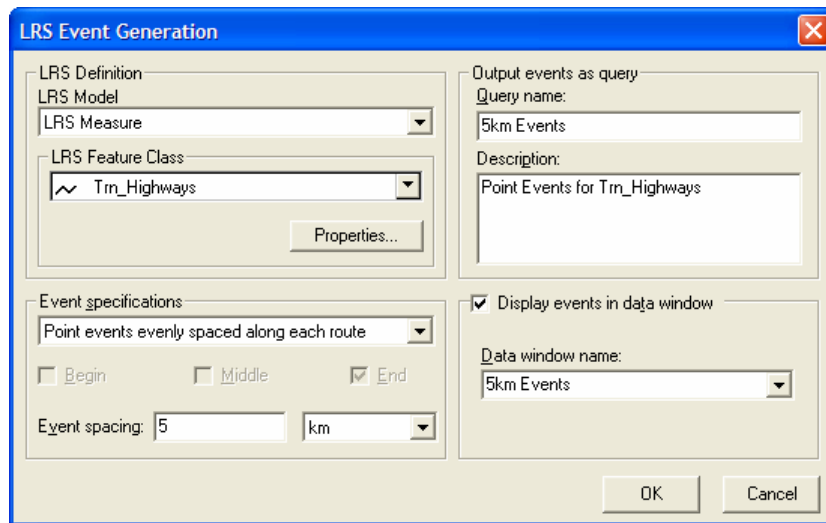 LRS Event Generation
LRS Definition
LRS Model
LRS Measure
LRS Feature Class
Trn_Highways
Properties...
Event specifications
Point events evenly spaced along each route
Begin
Middle
End
Event spacing:
5
km
Output events as query
Query name:
5km Events
Description:
Point Events for Trn_Highways
Display events in data window
Data window name:
5km Events
OK
Cancel